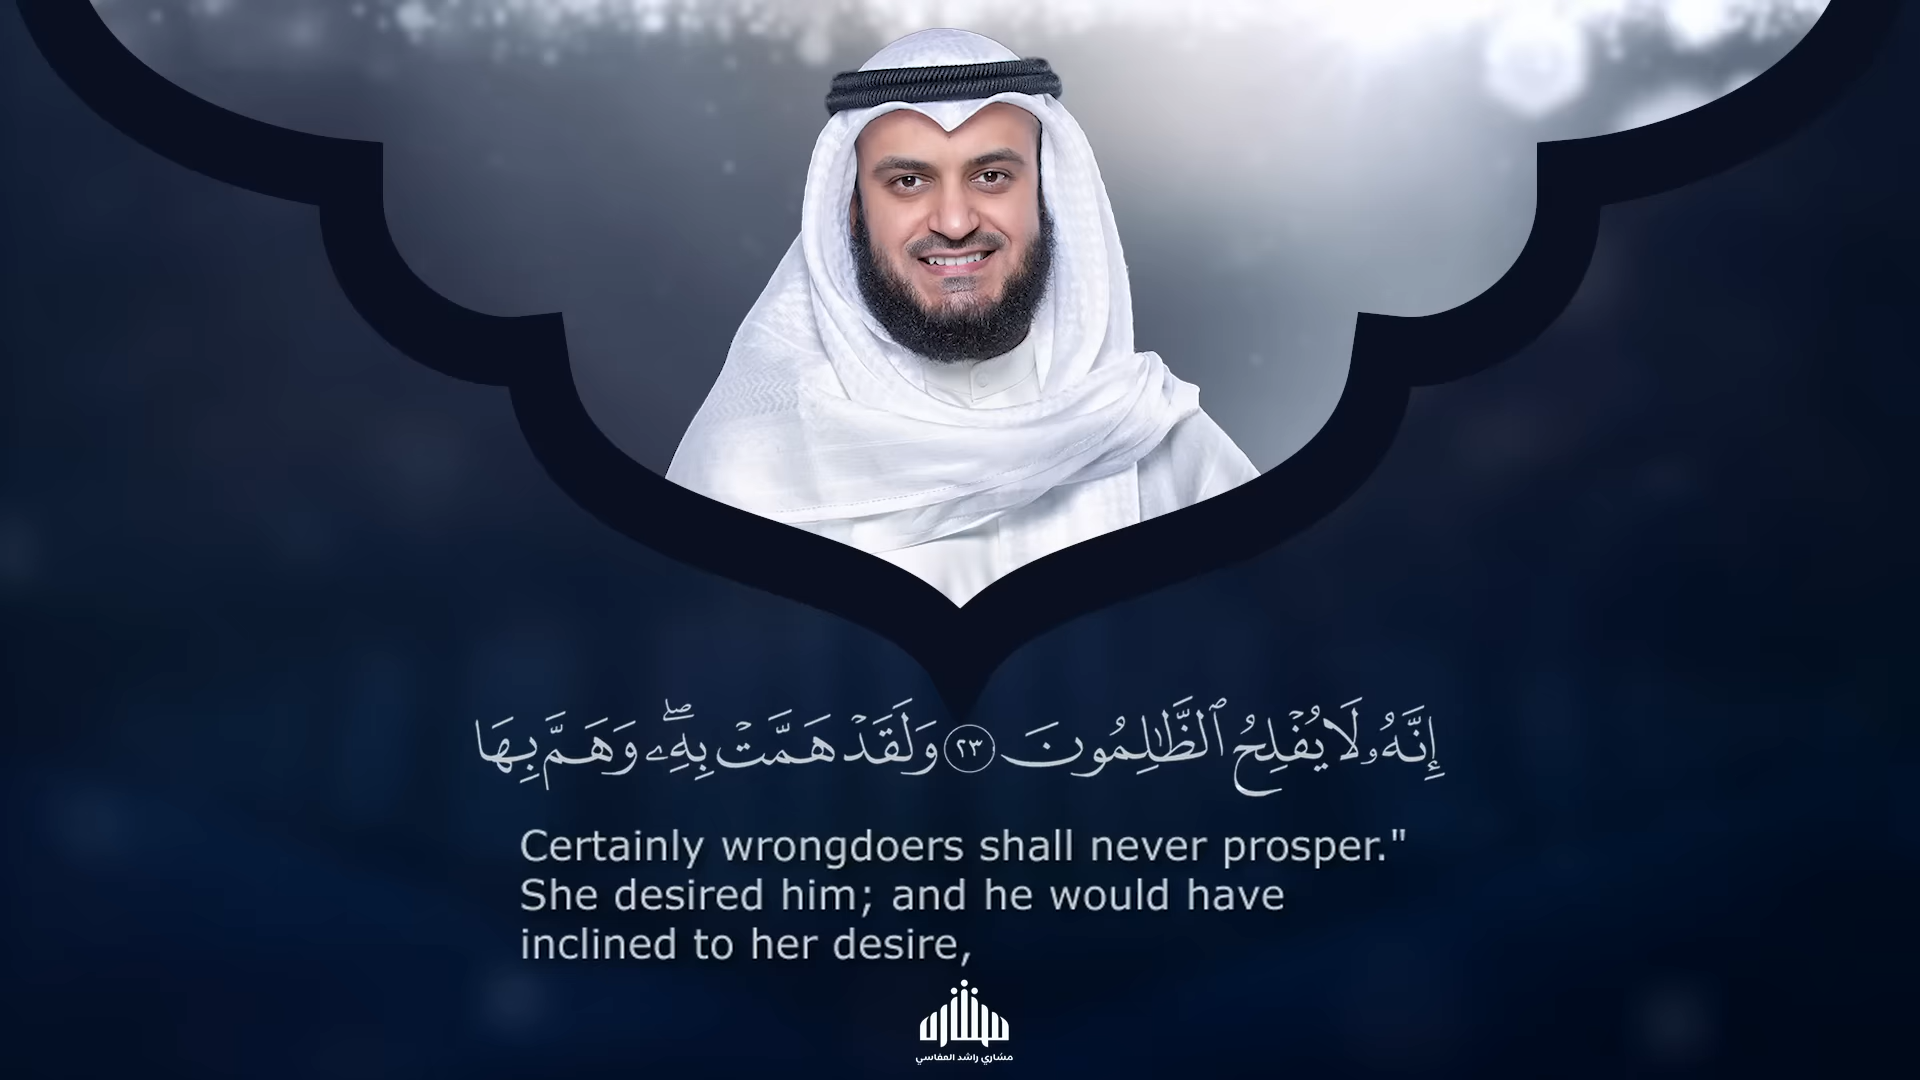 إِنَّهُۥ لَا يُفْلِحُ ٱلظَّٰلِمُونَ ٢٣ وَلَقَدْ هَمَّتْ بِهِۦۖ وَهَمَّ بِهَا
Certainly wrongdoers shall never prosper."
She desired him; and he would have
inclined to her desire,
مشاري راشد العفاسي